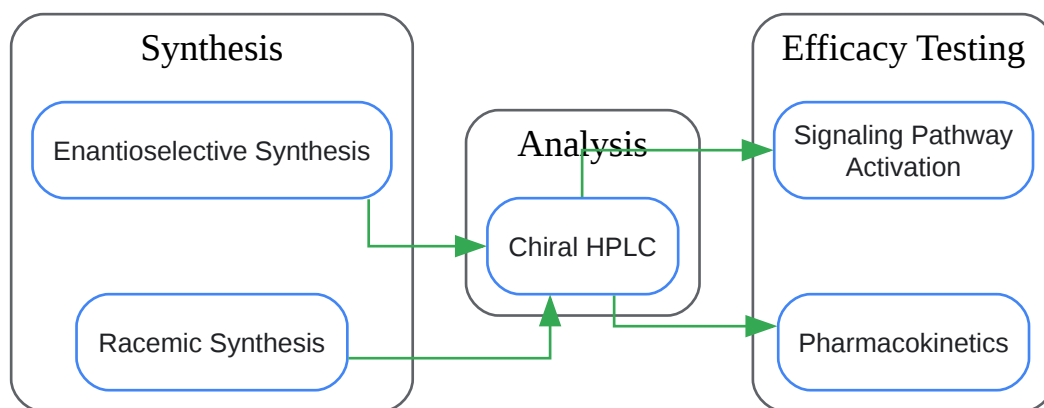 Synthesis
Enantioselective Synthesis
Racemic Synthesis
Analysis
Chiral HPLC
Efficacy Testing
Signaling Pathway
Activation
Pharmacokinetics